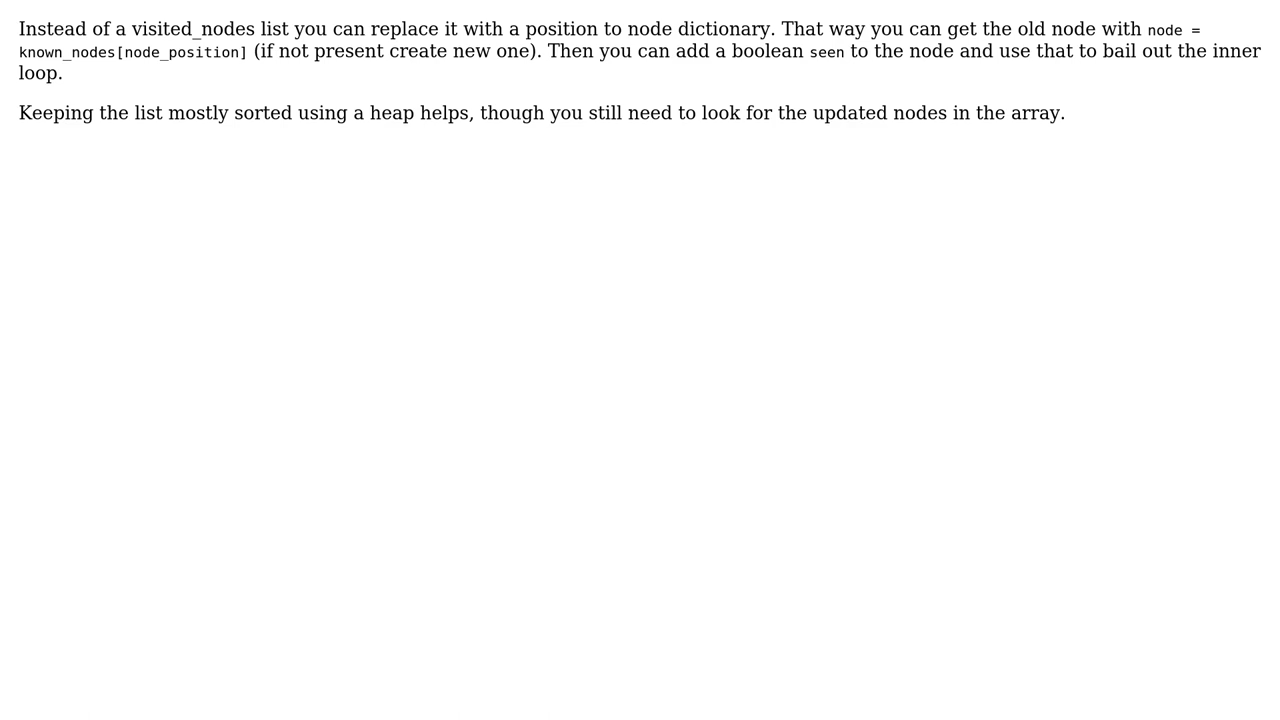 Instead of a visited_nodes list you can replace it with a position to node dictionary. That way you can get the old node with node =
known_nodes[node_position] (if not present create new one). Then you can add a boolean seen to the node and use that to bail out the inner
loop.
Keeping the list mostly sorted using a heap helps, though you still need to look for the updated nodes in the array.